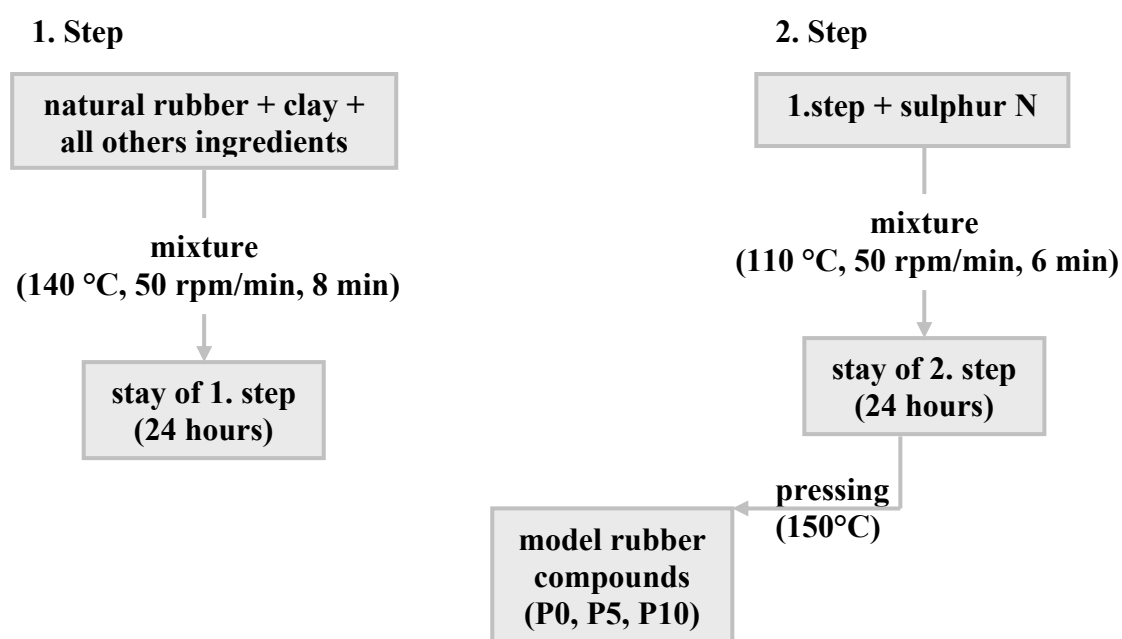 1. Step
natural rubber + clay +
all others ingredients
mixture
(140 °C, 50 rpm/min, 8 min)
stay of 1. step
(24 hours)
2. Step
1.step + sulphur N
mixture
(110 °C, 50 rpm/min, 6 min)
stay of 2. step
(24 hours)
pressing
(150°C)
model rubber
compounds
(P0, P5, P10)